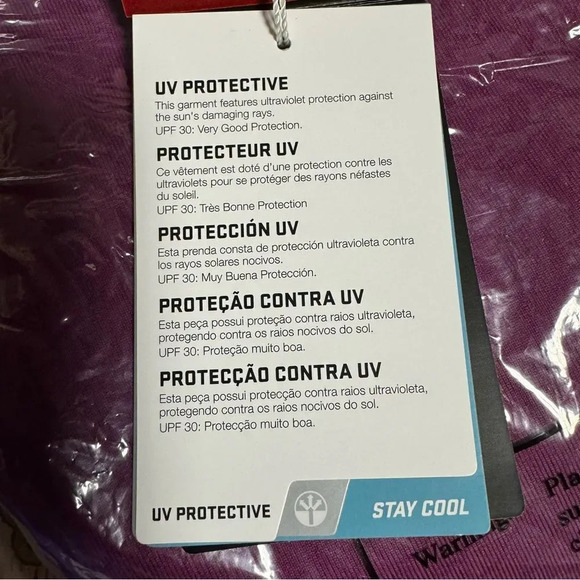 UV PROTECTIVE
This garment features ultraviolet protection against
the sun's damaging rays.
UPF 30: Very Good Protection.
PROTECTEUR UV
Ce vêtement est doté d'une protection contre les
ultraviolets pour se protéger des rayons néfastes
du soleil.
UPF 30: Très Bonne Protection
PROTECCIÓN UV
Esta prenda consta de protección ultravioleta contra
los rayos solares nocivos.
UPF 30: Muy Buena Protección.
PROTEÇÃO CONTRA UV
Esta peça possui proteção contra raios ultravioleta,
protegendo contra os raios nocivos do sol.
UPF 30: Proteção muito boa.
PROTECÇÃO CONTRA UV
Esta peça possui protecção contra raios ultravioleta,
protegendo contra os raios nocivos do sol.
UPF 30: Protecção muito boa.
UV PROTECTIVE
STAY COOL